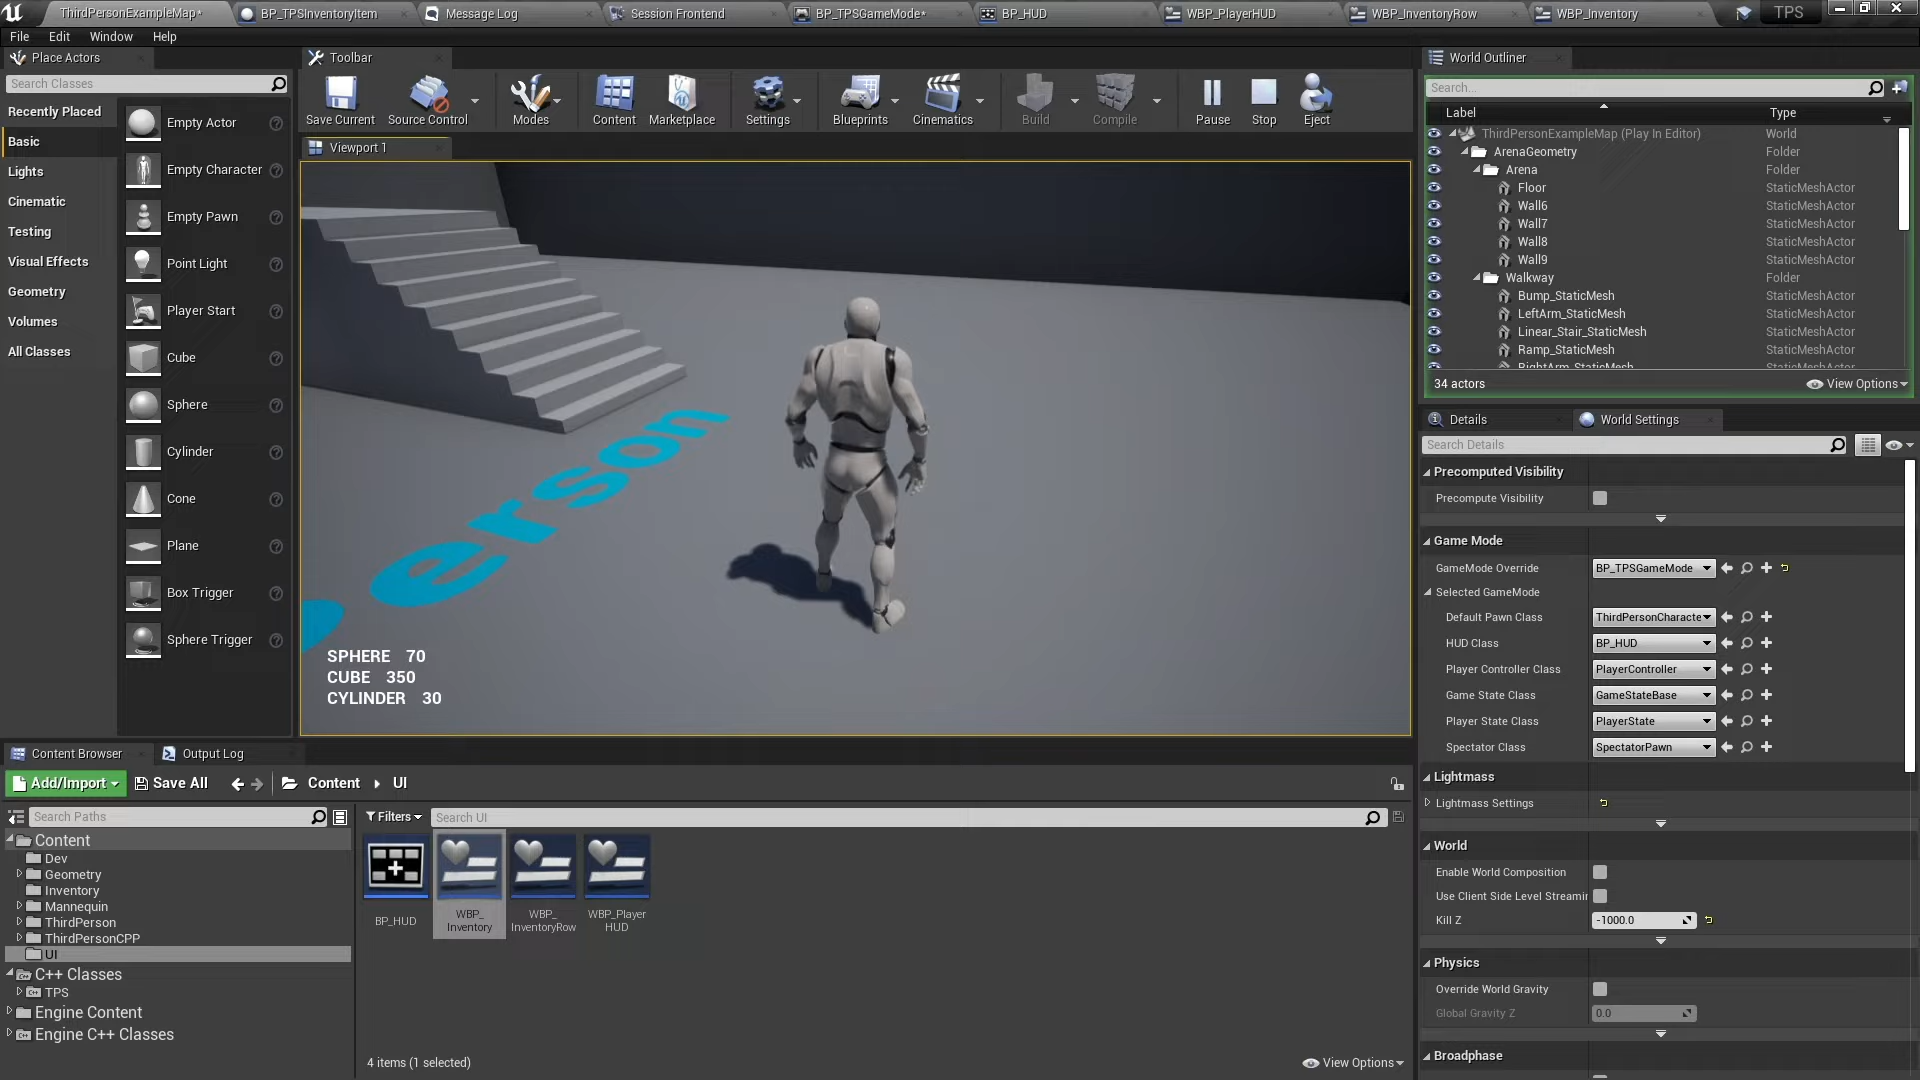 ThirdPersonExampleMap*
BP_TPSInventoryItem
Message Log
Session Frontend
BP_TPSGameMode*
BP_HUD
WBP_PlayerHUD
WBP_InventoryRow
WBP_Inventory
TPS
File Edit Window Help
Place Actors
Search Classes
Recently Placed
Basic
Lights
Cinematic
Testing
Visual Effects
Geometry
Volumes
All Classes
Empty Actor
Empty Character
Empty Pawn
Point Light
Player Start
Cube
Sphere
Cylinder
Cone
Plane
Box Trigger
Sphere Trigger
Toolbar
Save Current
Source Control
Modes
Content
Marketplace
Settings
Blueprints
Cinematics
Build
Compile
Pause
Stop
Eject
Viewport 1
erson
SPHERE 70
CUBE 350
CYLINDER 30
World Outliner
Search...
Label Type
ThirdPersonExampleMap (Play In Editor) World
ArenaGeometry Folder
Arena Folder
Floor StaticMeshActor
Wall6 StaticMeshActor
Wall7 StaticMeshActor
Wall8 StaticMeshActor
Wall9 StaticMeshActor
Walkway Folder
Bump_StaticMesh StaticMeshActor
LeftArm_StaticMesh StaticMeshActor
Linear_Stair_StaticMesh StaticMeshActor
Ramp_StaticMesh StaticMeshActor
RightArm_StaticMesh StaticMeshActor
34 actors
View Options
Details
World Settings
Search Details
Precomputed Visibility
Precompute Visibility
Game Mode
GameMode Override BP_TPSGameMode
Selected GameMode
Default Pawn Class ThirdPersonCharacte
HUD Class BP_HUD
Player Controller Class PlayerController
Game State Class GameStateBase
Player State Class PlayerState
Spectator Class SpectatorPawn
Lightmass
Lightmass Settings
World
Enable World Composition
Use Client Side Level Streamin
Kill Z -1000.0
Physics
Override World Gravity
Global Gravity Z 0.0
Broadphase
Content Browser
Output Log
Add/Import
Save All
Content
UI
Search Paths
Filters
Search UI
Content
Dev
Geometry
Inventory
Mannequin
ThirdPerson
ThirdPersonCPP
UI
C++ Classes
TPS
Engine Content
Engine C++ Classes
BP_HUD
WBP_
Inventory
WBP_
InventoryRow
WBP_Player
HUD
4 items (1 selected)
View Options